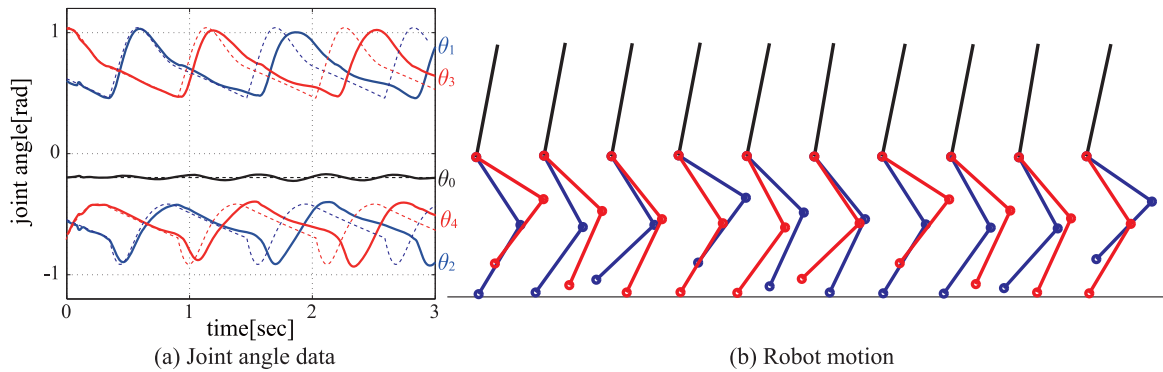 1
θ1
θ3
joint angle[rad]
0
θ0
θ4
θ2
-1
0
1
2
3
time[sec]
(a) Joint angle data
(b) Robot motion